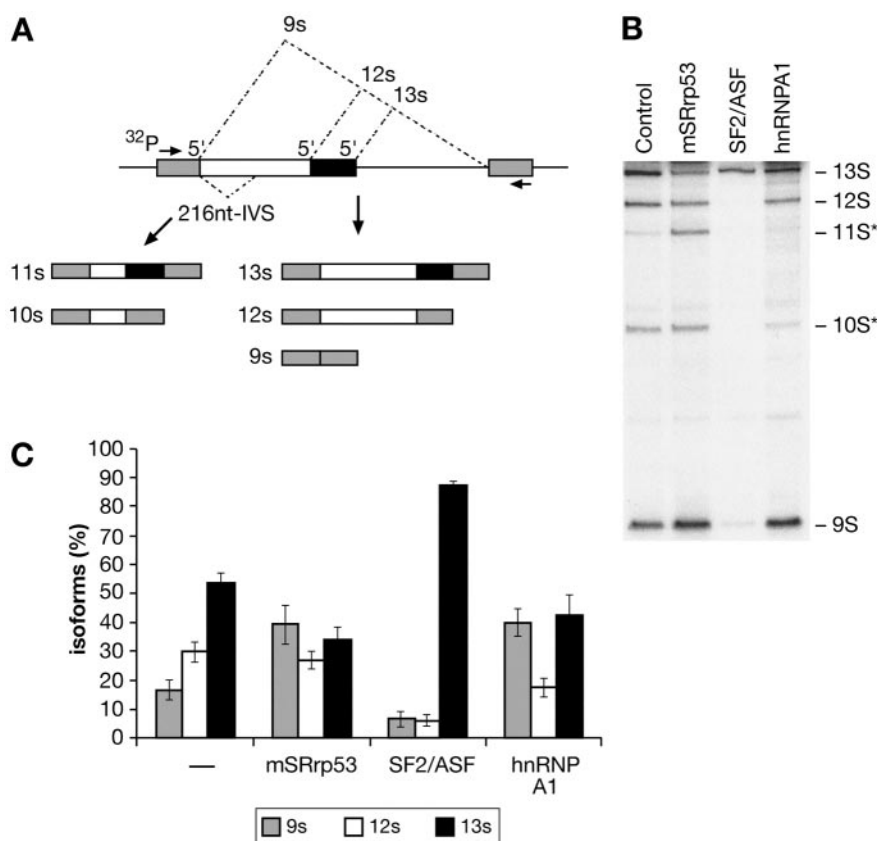 A
9s
12s
13s
32P
5' 5' 5'
216nt-IVS
11s
10s
13s
12s
9s
B
Control
mSRrp53
SF2/ASF
hnRNPA1
– 13S
– 12S
– 11S*
– 10S*
– 9S
C
isoforms (%)
100
90
80
70
60
50
40
30
20
10
0
— mSRrp53 SF2/ASF hnRNP
A1
9s 12s 13s